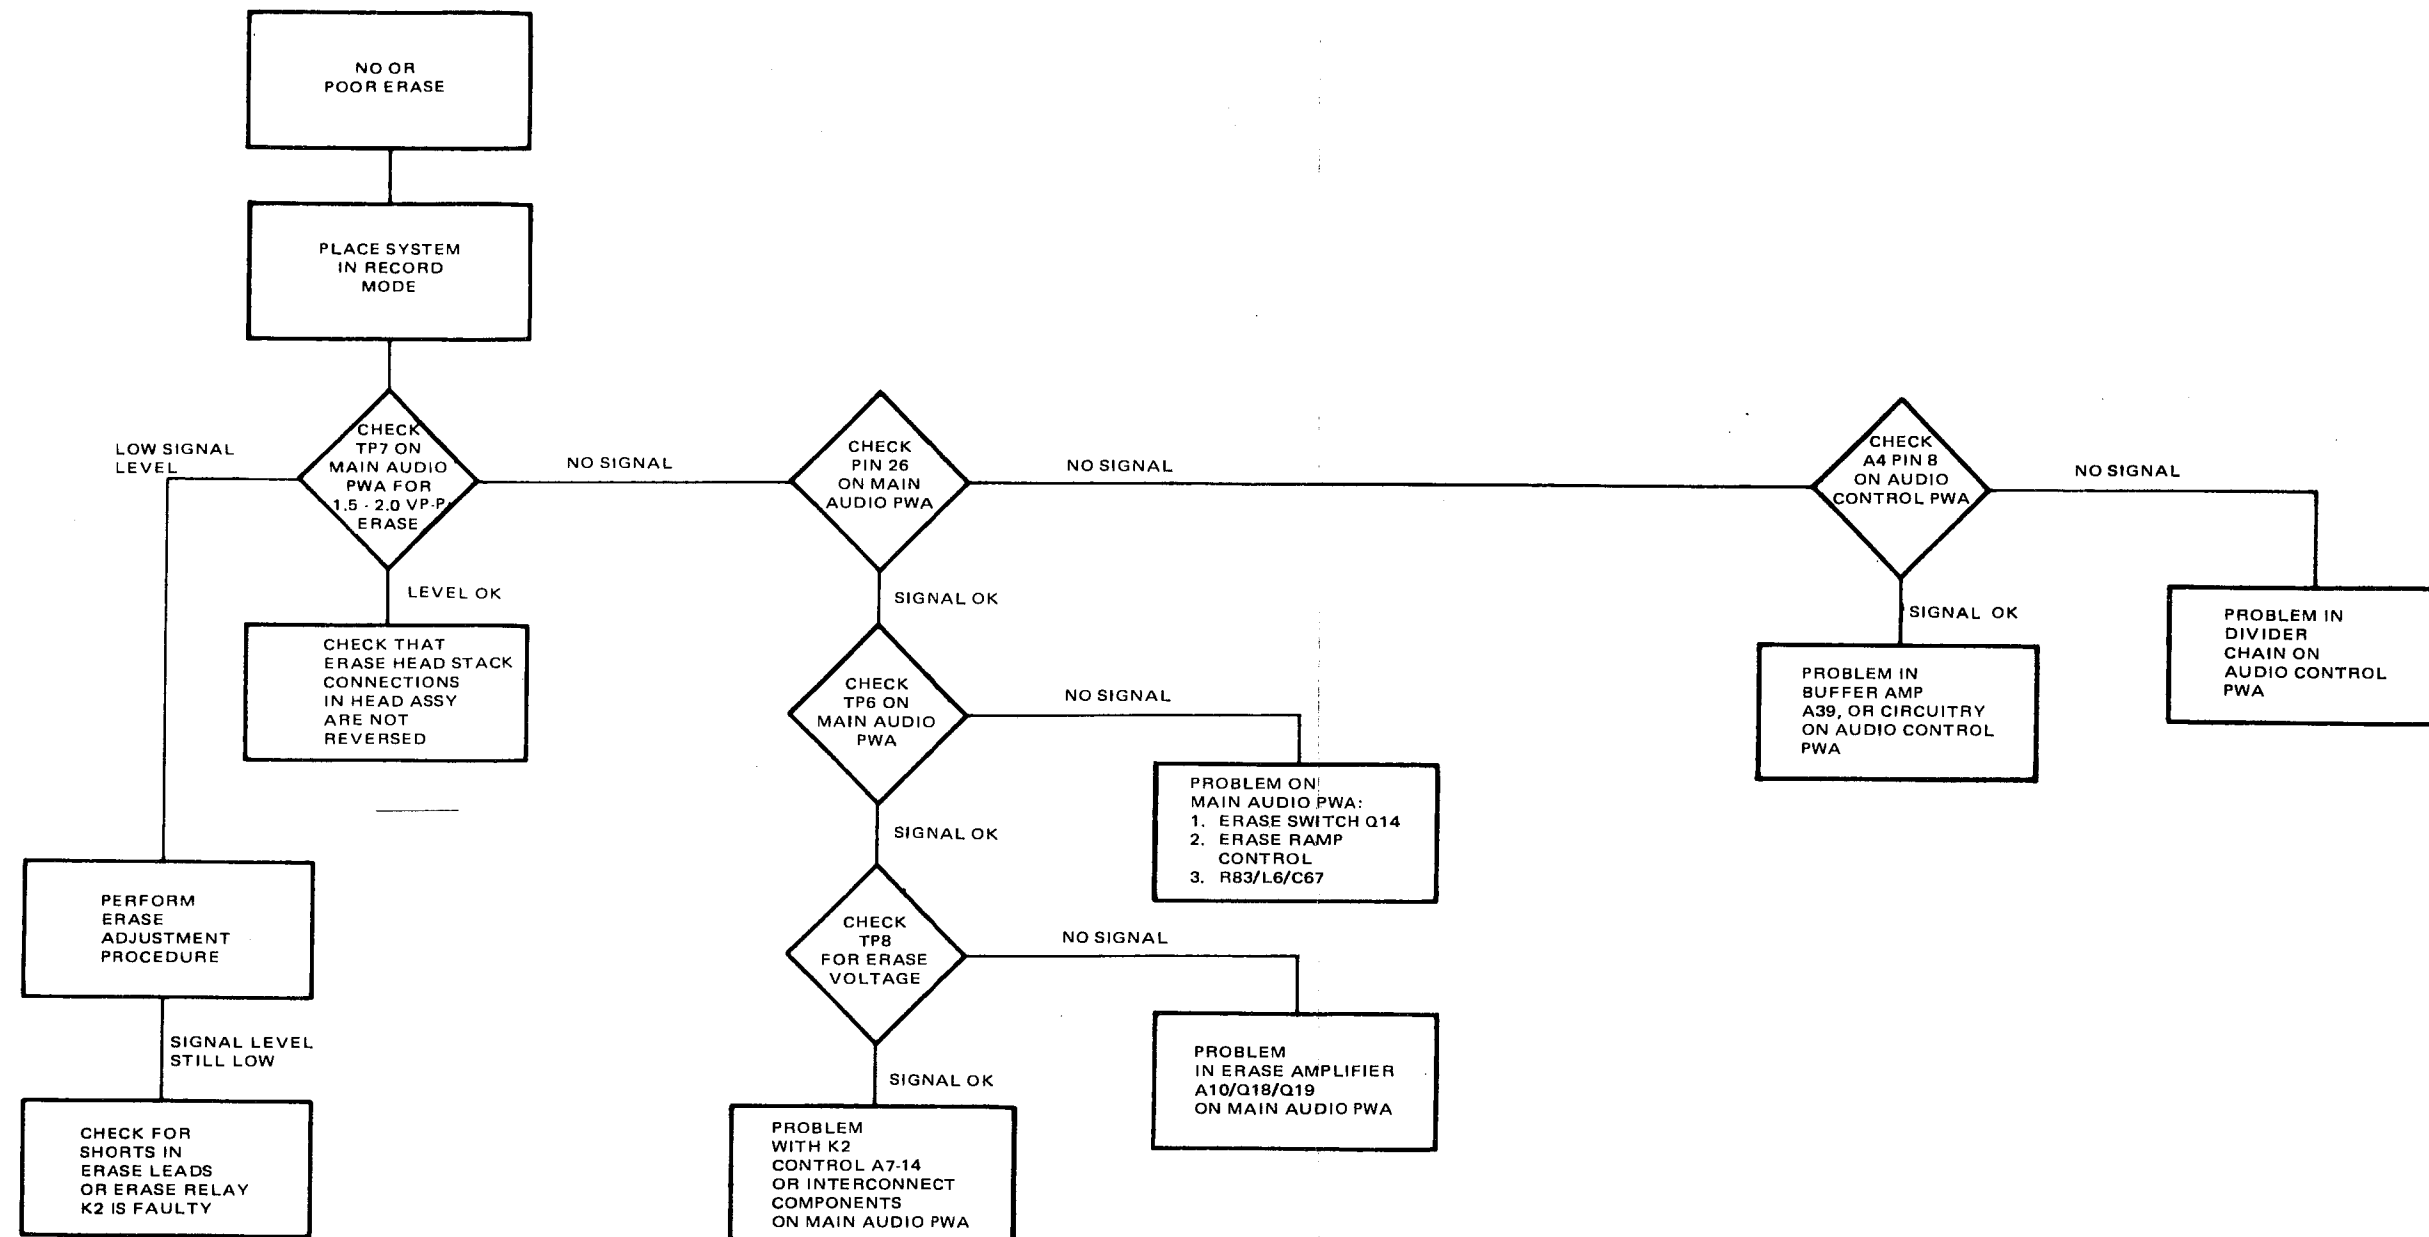 NO OR
POOR ERASE
PLACE SYSTEM
IN RECORD
MODE
CHECK
TP7 ON
MAIN AUDIO
PWA FOR
1.5 - 2.0 VP-P
ERASE
LOW SIGNAL
LEVEL
NO SIGNAL
LEVEL OK
CHECK THAT
ERASE HEAD STACK
CONNECTIONS
IN HEAD ASSY
ARE NOT
REVERSED
PERFORM
ERASE
ADJUSTMENT
PROCEDURE
SIGNAL LEVEL
STILL LOW
CHECK FOR
SHORTS IN
ERASE LEADS
OR ERASE RELAY
K2 IS FAULTY
CHECK
PIN 26
ON MAIN
AUDIO PWA
NO SIGNAL
SIGNAL OK
CHECK
TP6 ON
MAIN AUDIO
PWA
NO SIGNAL
PROBLEM ON
MAIN AUDIO PWA:
1. ERASE SWITCH Q14
2. ERASE RAMP
CONTROL
3. R83/L6/C67
SIGNAL OK
CHECK
TP8
FOR ERASE
VOLTAGE
NO SIGNAL
PROBLEM
IN ERASE AMPLIFIER
A10/Q18/Q19
ON MAIN AUDIO PWA
SIGNAL OK
PROBLEM
WITH K2
CONTROL A7-14
OR INTERCONNECT
COMPONENTS
ON MAIN AUDIO PWA
CHECK
A4 PIN 8
ON AUDIO
CONTROL PWA
NO SIGNAL
SIGNAL OK
PROBLEM IN
BUFFER AMP
A39, OR CIRCUITRY
ON AUDIO CONTROL
PWA
PROBLEM IN
DIVIDER
CHAIN ON
AUDIO CONTROL
PWA